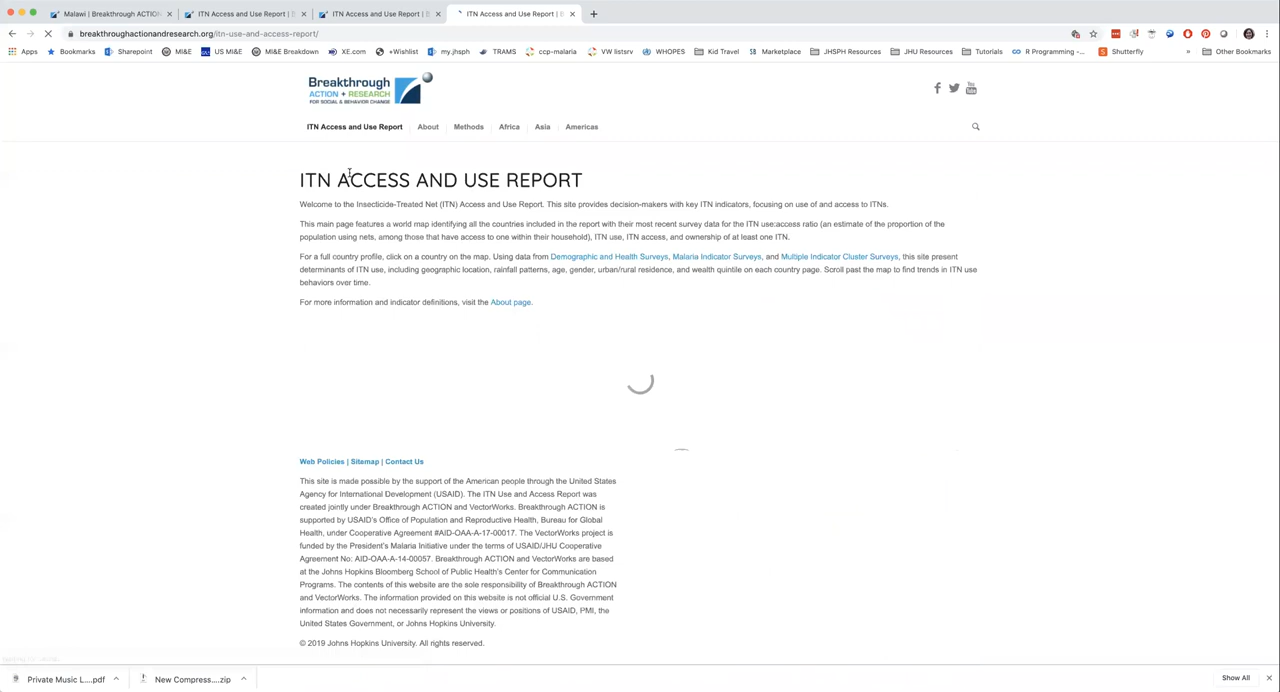 Malawi | Breakthrough ACTION
ITN Access and Use Report | B
ITN Access and Use Report | B
ITN Access and Use Report | B
breakthroughactionandresearch.org/itn-use-and-access-report/
Apps Bookmarks Sharepoint MI&E US MI&E MI&E Breakdown XE.com +Wishlist my.jhsph TRAMS ccp-malaria VW listsrv WHOPES Kid Travel Marketplace JHSPH Resources JHU Resources Tutorials R Programming -... Shutterfly » Other Bookmarks
Breakthrough
ACTION + RESEARCH
FOR SOCIAL & BEHAVIOR CHANGE
ITN Access and Use Report About Methods Africa Asia Americas
ITN ACCESS AND USE REPORT
Welcome to the Insecticide-Treated Net (ITN) Access and Use Report. This site provides decision-makers with key ITN indicators, focusing on use of and access to ITNs.
This main page features a world map identifying all the countries included in the report with their most recent survey data for the ITN use:access ratio (an estimate of the proportion of the
population using nets, among those that have access to one within their household), ITN use, ITN access, and ownership of at least one ITN.
For a full country profile, click on a country on the map. Using data from Demographic and Health Surveys, Malaria Indicator Surveys, and Multiple Indicator Cluster Surveys, this site present
determinants of ITN use, including geographic location, rainfall patterns, age, gender, urban/rural residence, and wealth quintile on each country page. Scroll past the map to find trends in ITN use
behaviors over time.
For more information and indicator definitions, visit the About page.
Web Policies | Sitemap | Contact Us
This site is made possible by the support of the American people through the United States
Agency for International Development (USAID). The ITN Use and Access Report was
created jointly under Breakthrough ACTION and VectorWorks. Breakthrough ACTION is
supported by USAID's Office of Population and Reproductive Health, Bureau for Global
Health, under Cooperative Agreement #AID-OAA-A-17-00017. The VectorWorks project is
funded by the President's Malaria Initiative under the terms of USAID/JHU Cooperative
Agreement No: AID-OAA-A-14-00057. Breakthrough ACTION and VectorWorks are based
at the Johns Hopkins Bloomberg School of Public Health's Center for Communication
Programs. The contents of this website are the sole responsibility of Breakthrough ACTION
and VectorWorks. The information provided on this website is not official U.S. Government
information and does not necessarily represent the views or positions of USAID, PMI, the
United States Government, or Johns Hopkins University.
© 2019 Johns Hopkins University. All rights reserved.
Private Music L....pdf New Compress....zip Show All